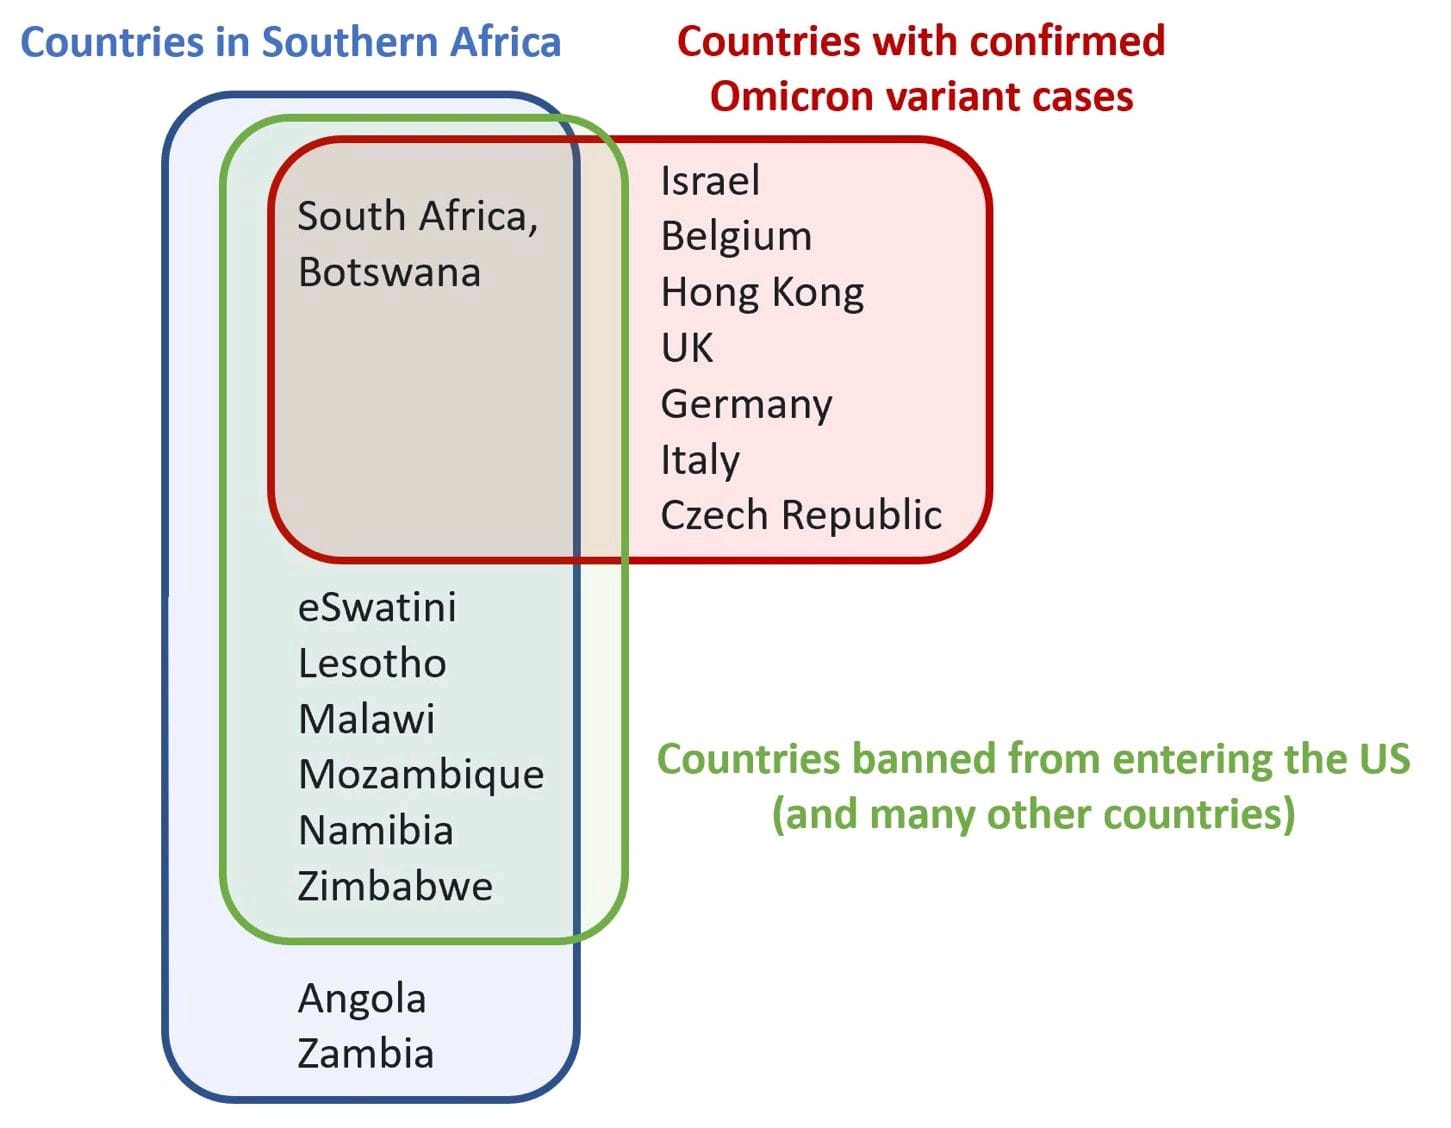 Countries in Southern Africa
Countries with confirmed
Omicron variant cases
South Africa,
Botswana
Israel
Belgium
Hong Kong
UK
Germany
Italy
Czech Republic
eSwatini
Lesotho
Malawi
Mozambique
Namibia
Zimbabwe
Countries banned from entering the US
(and many other countries)
Angola
Zambia